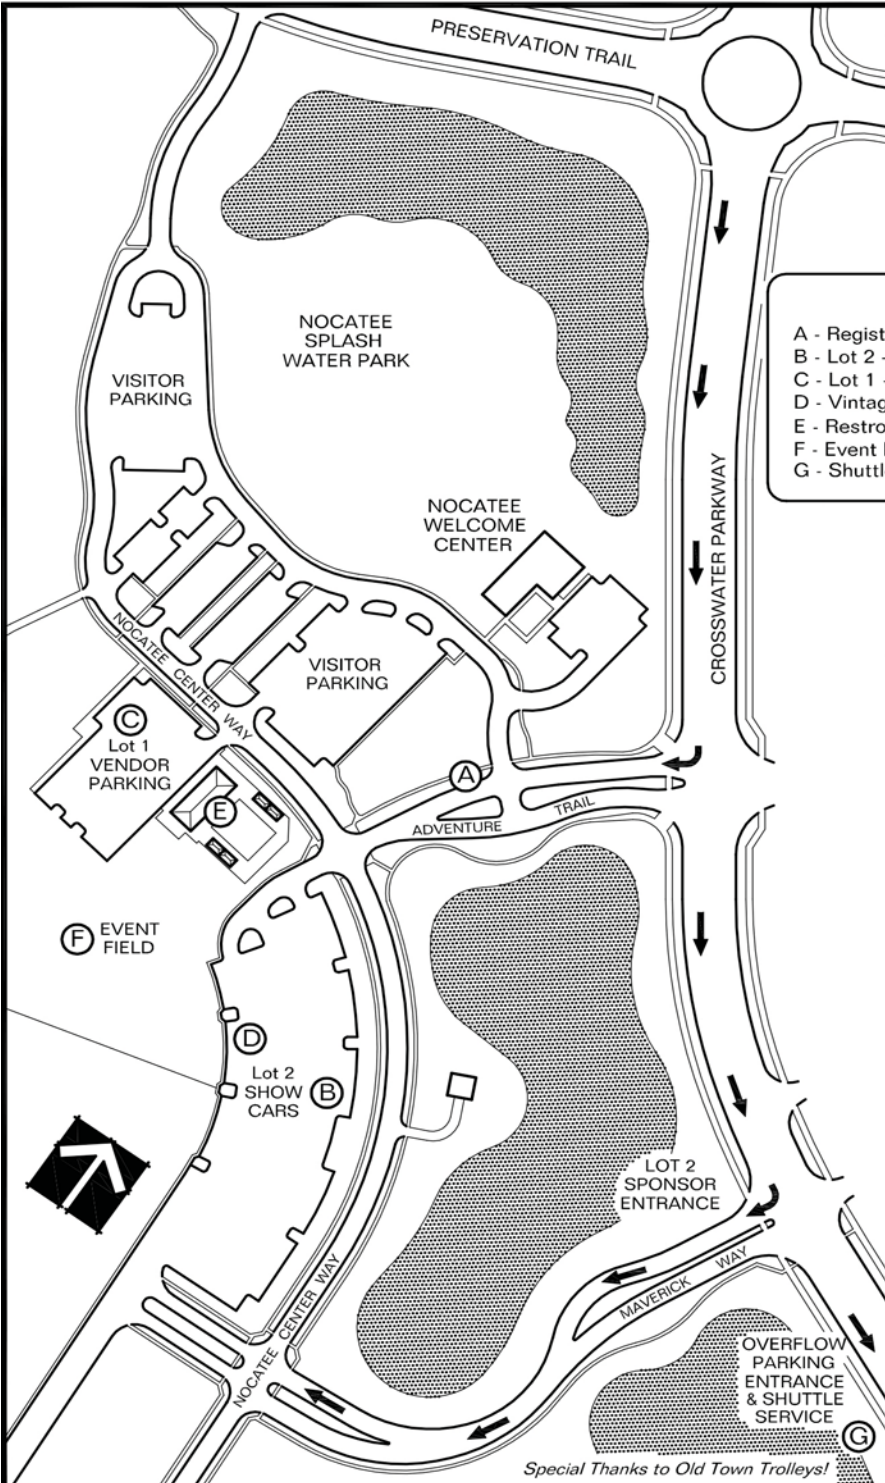 PRESERVATION TRAIL
NOCATEE
SPLASH
WATER PARK
VISITOR
PARKING
A - Regist
B - Lot 2 -
C - Lot 1 -
D - Vintag
E - Restro
F - Event
G - Shuttl
CROSSWATER PARKWAY
NOCATEE
WELCOME
CENTER
NOCATEE CENTER WAY
VISITOR
PARKING
C
Lot 1
VENDOR
PARKING
A
E
ADVENTURE TRAIL
F EVENT
FIELD
D
Lot 2
SHOW
CARS
B
LOT 2
SPONSOR
ENTRANCE
MAVERICK WAY
NOCATEE CENTER WAY
OVERFLOW
PARKING
ENTRANCE
& SHUTTLE
SERVICE
G
Special Thanks to Old Town Trolleys!